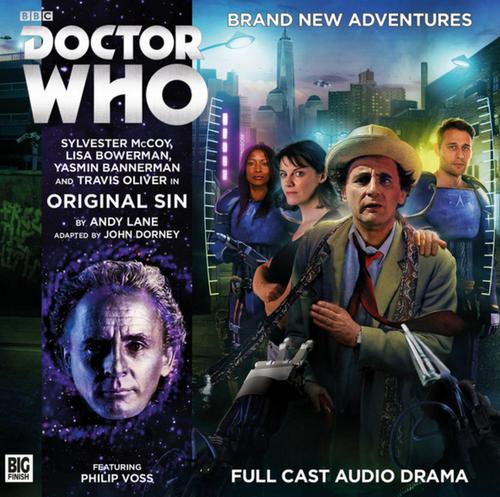 BBC
DOCTOR
WHO
BRAND NEW ADVENTURES
SYLVESTER McCOY,
LISA BOWERMAN,
YASMIN BANNERMAN
AND TRAVIS OLIVER IN
ORIGINAL SIN
BY ANDY LANE
ADAPTED BY JOHN DORNEY
BIG
FINISH
FEATURING
PHILIP VOSS
FULL CAST AUDIO DRAMA